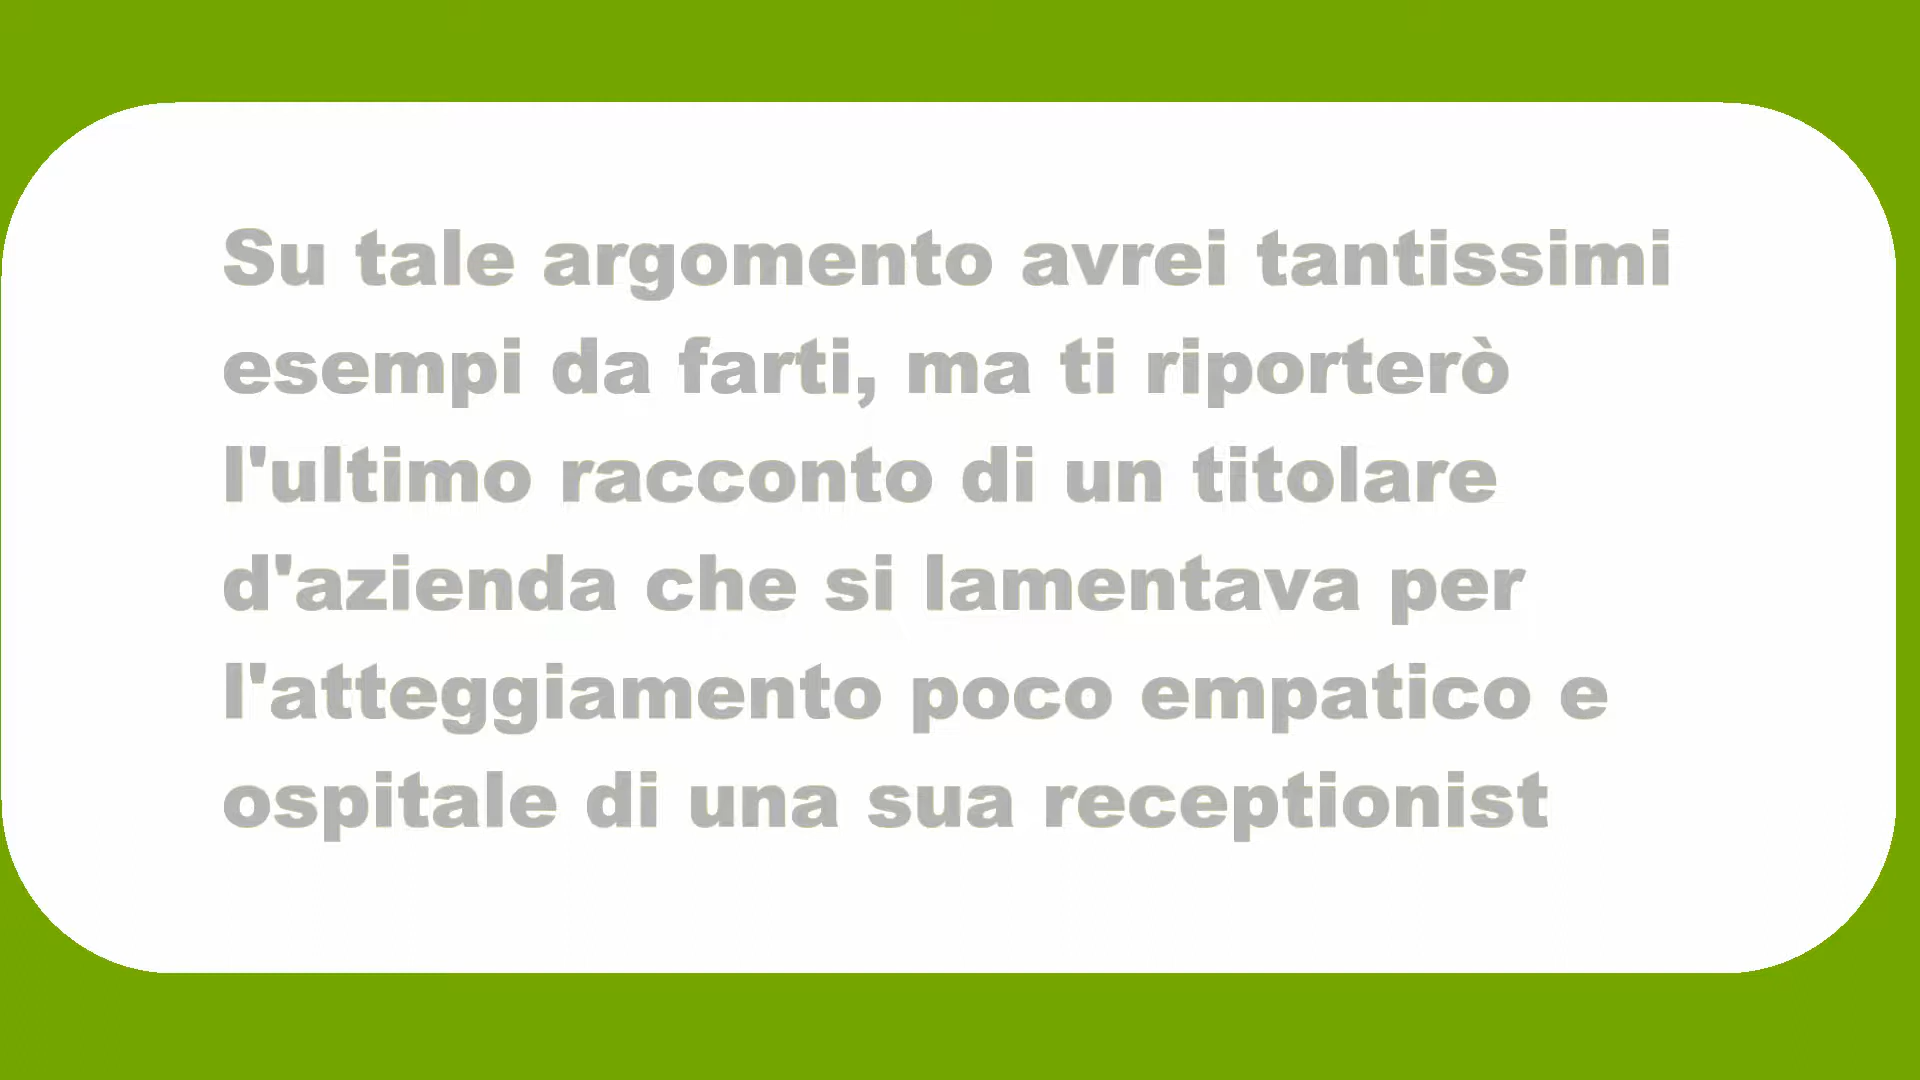 Su tale argomento avrei tantissimi
esempi da farti, ma ti riporterò
l'ultimo racconto di un titolare
d'azienda che si lamentava per
l'atteggiamento poco empatico e
ospitale di una sua receptionist